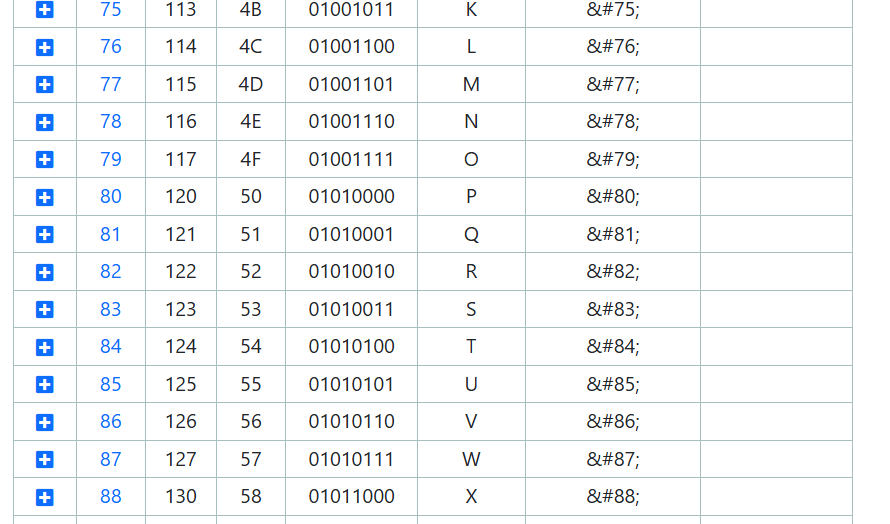 75 113 4B 01001011 K &#75;
76 114 4C 01001100 L &#76;
77 115 4D 01001101 M &#77;
78 116 4E 01001110 N &#78;
79 117 4F 01001111 O &#79;
80 120 50 01010000 P &#80;
81 121 51 01010001 Q &#81;
82 122 52 01010010 R &#82;
83 123 53 01010011 S &#83;
84 124 54 01010100 T &#84;
85 125 55 01010101 U &#85;
86 126 56 01010110 V &#86;
87 127 57 01010111 W &#87;
88 130 58 01011000 X &#88;